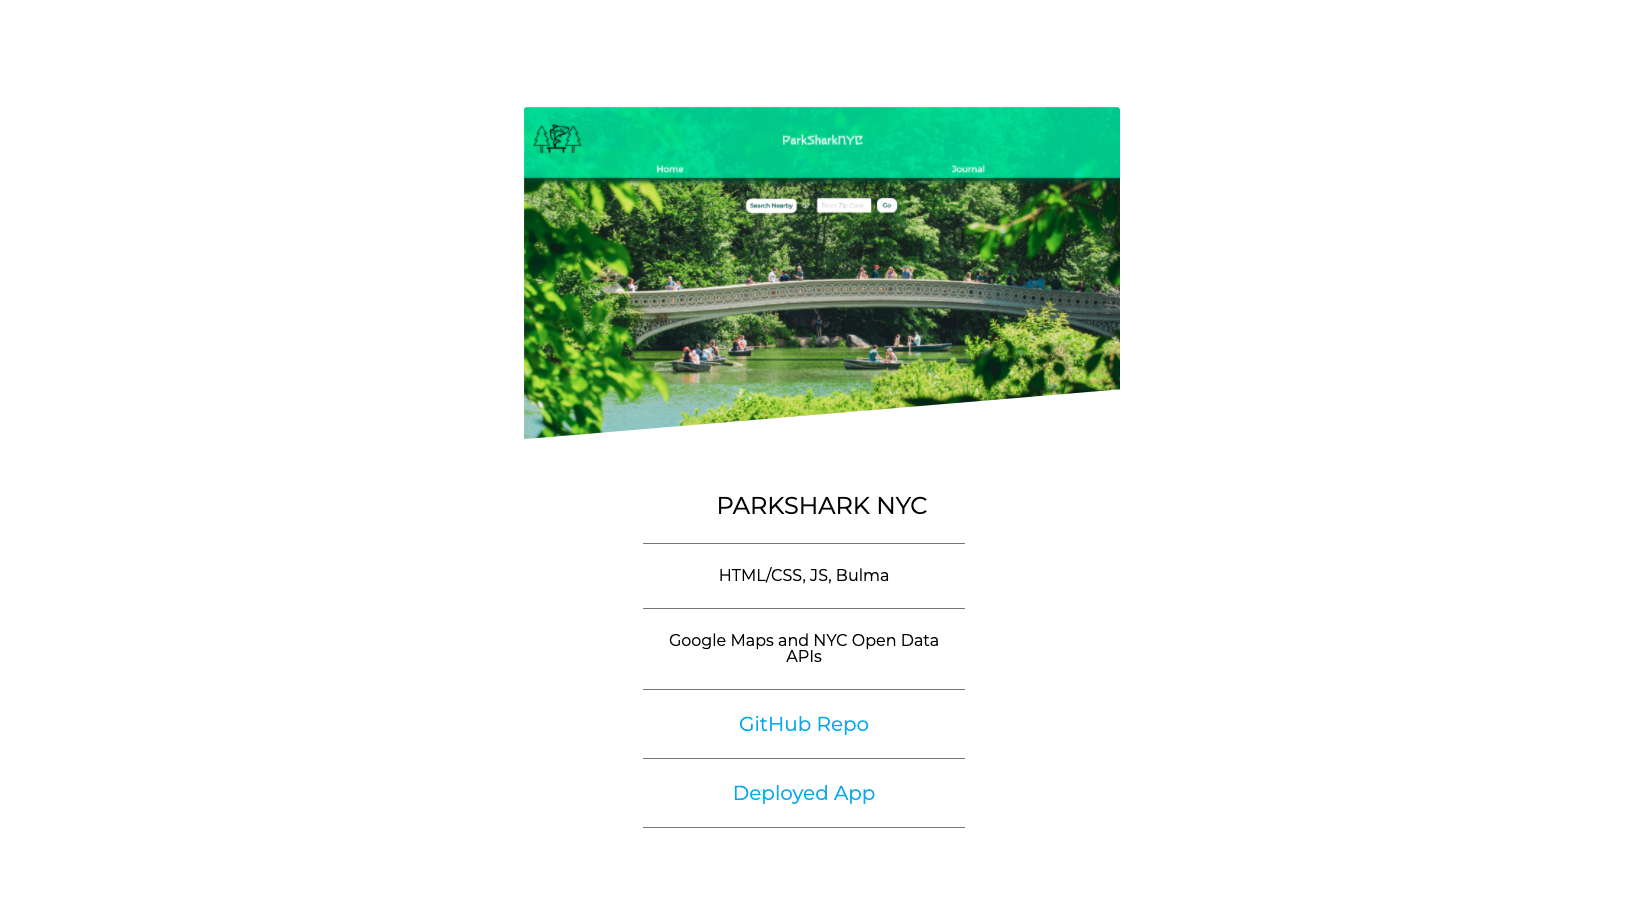 ParkSharkNYC
Home
Journal
Search Nearby
Go
PARKSHARK NYC
HTML/CSS, JS, Bulma
Google Maps and NYC Open Data
APIs
GitHub Repo
Deployed App